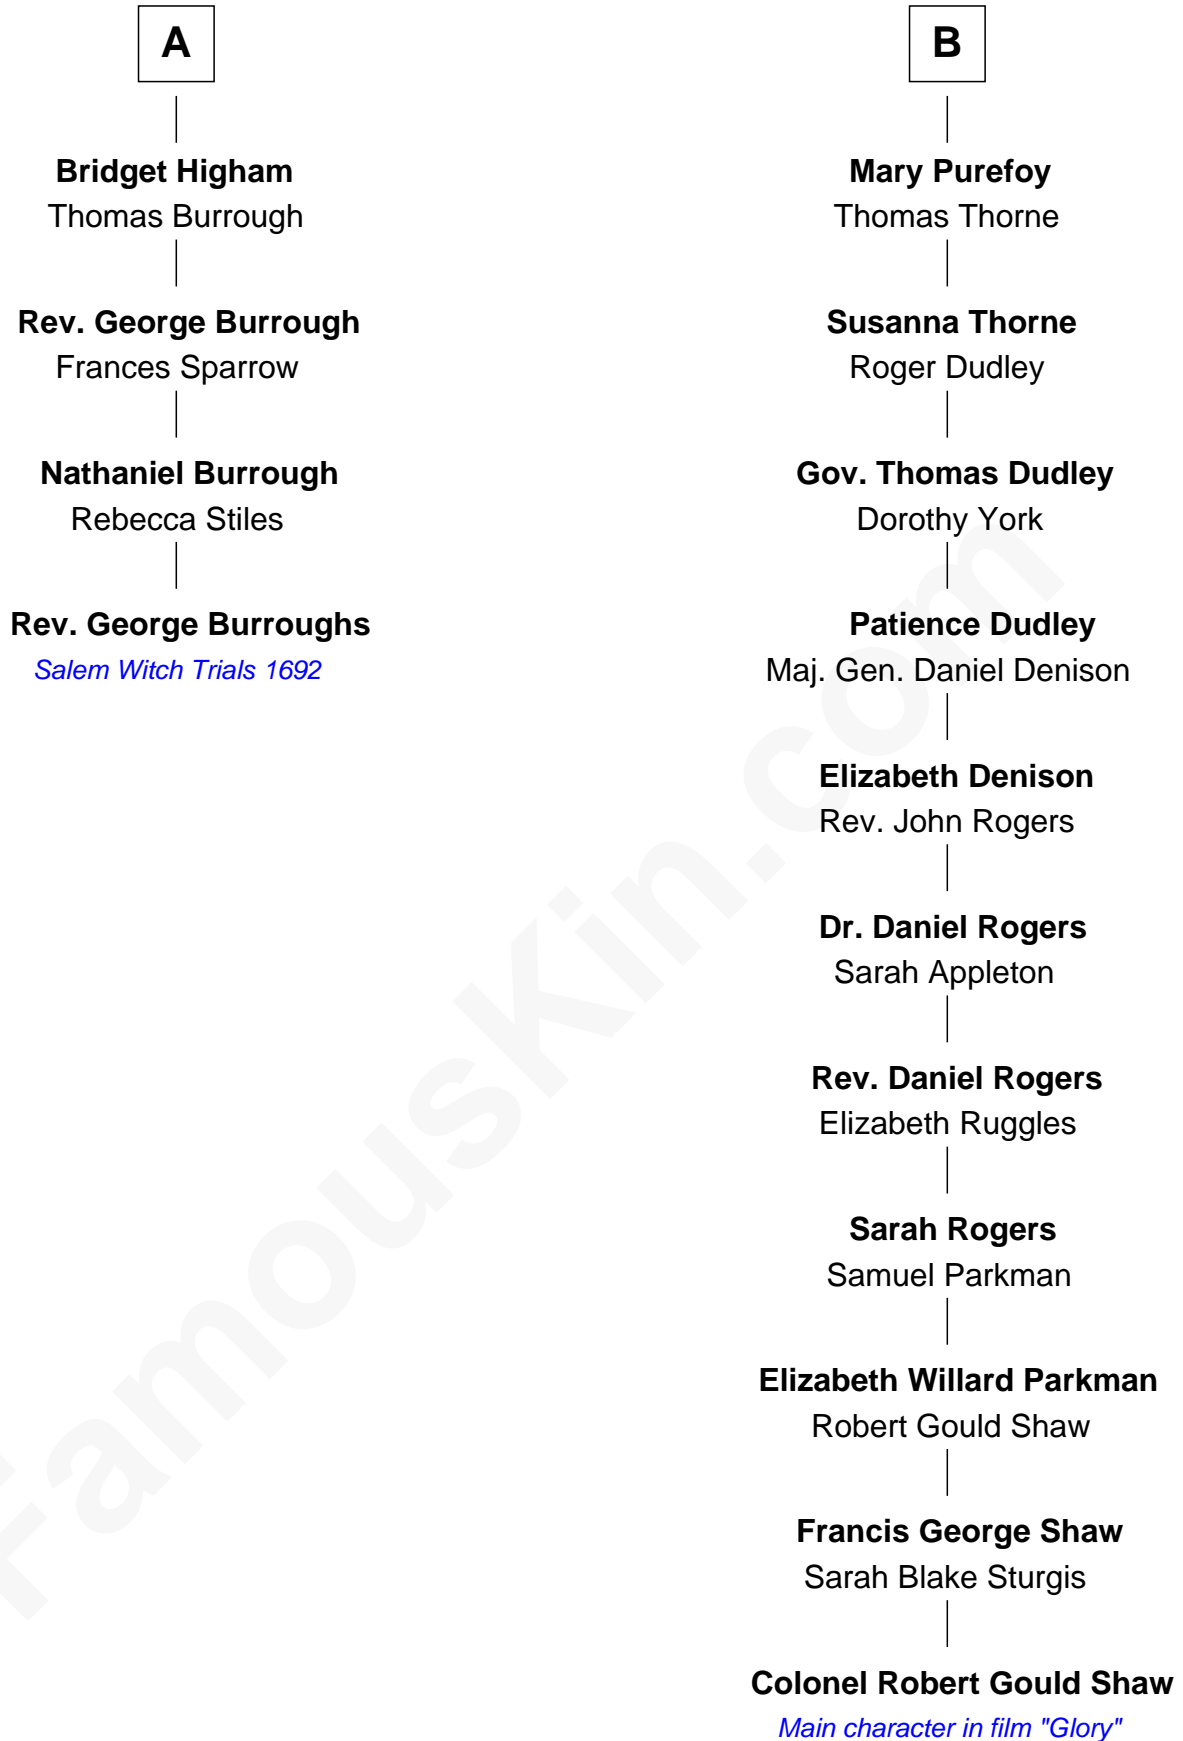 A
Bridget Higham
Thomas Burrough
Rev. George Burrough
Frances Sparrow
Nathaniel Burrough
Rebecca Stiles
Rev. George Burroughs
Salem Witch Trials 1692
B
Mary Purefoy
Thomas Thorne
Susanna Thorne
Roger Dudley
Gov. Thomas Dudley
Dorothy York
Patience Dudley
Maj. Gen. Daniel Denison
Elizabeth Denison
Rev. John Rogers
Dr. Daniel Rogers
Sarah Appleton
Rev. Daniel Rogers
Elizabeth Ruggles
Sarah Rogers
Samuel Parkman
Elizabeth Willard Parkman
Robert Gould Shaw
Francis George Shaw
Sarah Blake Sturgis
Colonel Robert Gould Shaw
Main character in film "Glory"
FamousKin.com